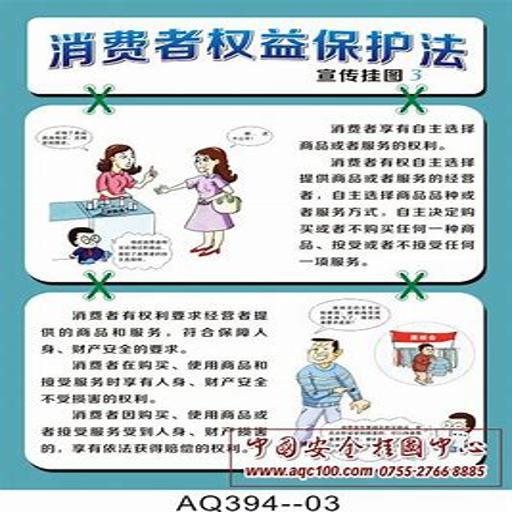 消费者权益保护法
宣传挂图 3
消费者享有自主选择
商品或者服务的权利。
消费者有权自主选择
提供商品或者服务的经营
者，自主选择商品品种或
者服务方式，自主决定购
买或者不购买任何一种商
品、接受或者不接受任何
一项服务。
消费者有权利要求经营者提
供的商品和服务，符合保障人
身、财产安全的要求。
消费者在购买、使用商品和
接受服务时享有人身、财产安全
不受损害的权利。
消费者因购买、使用商品或
者接受服务受到人身、财产损害
的，享有依法获得赔偿的权利。
中国安全挂图中心
www.aqc100.com 0755-2766 8885
AQ394--03